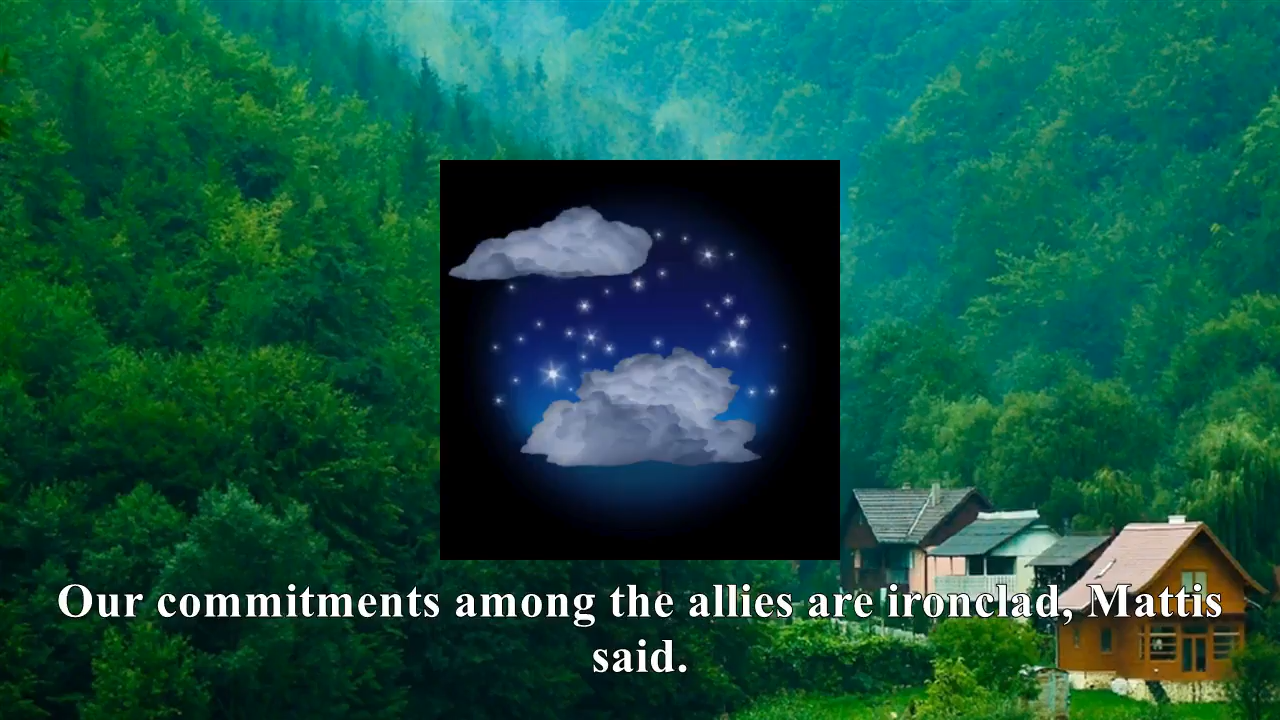 Our commitments among the allies are ironclad, Mattis
said.